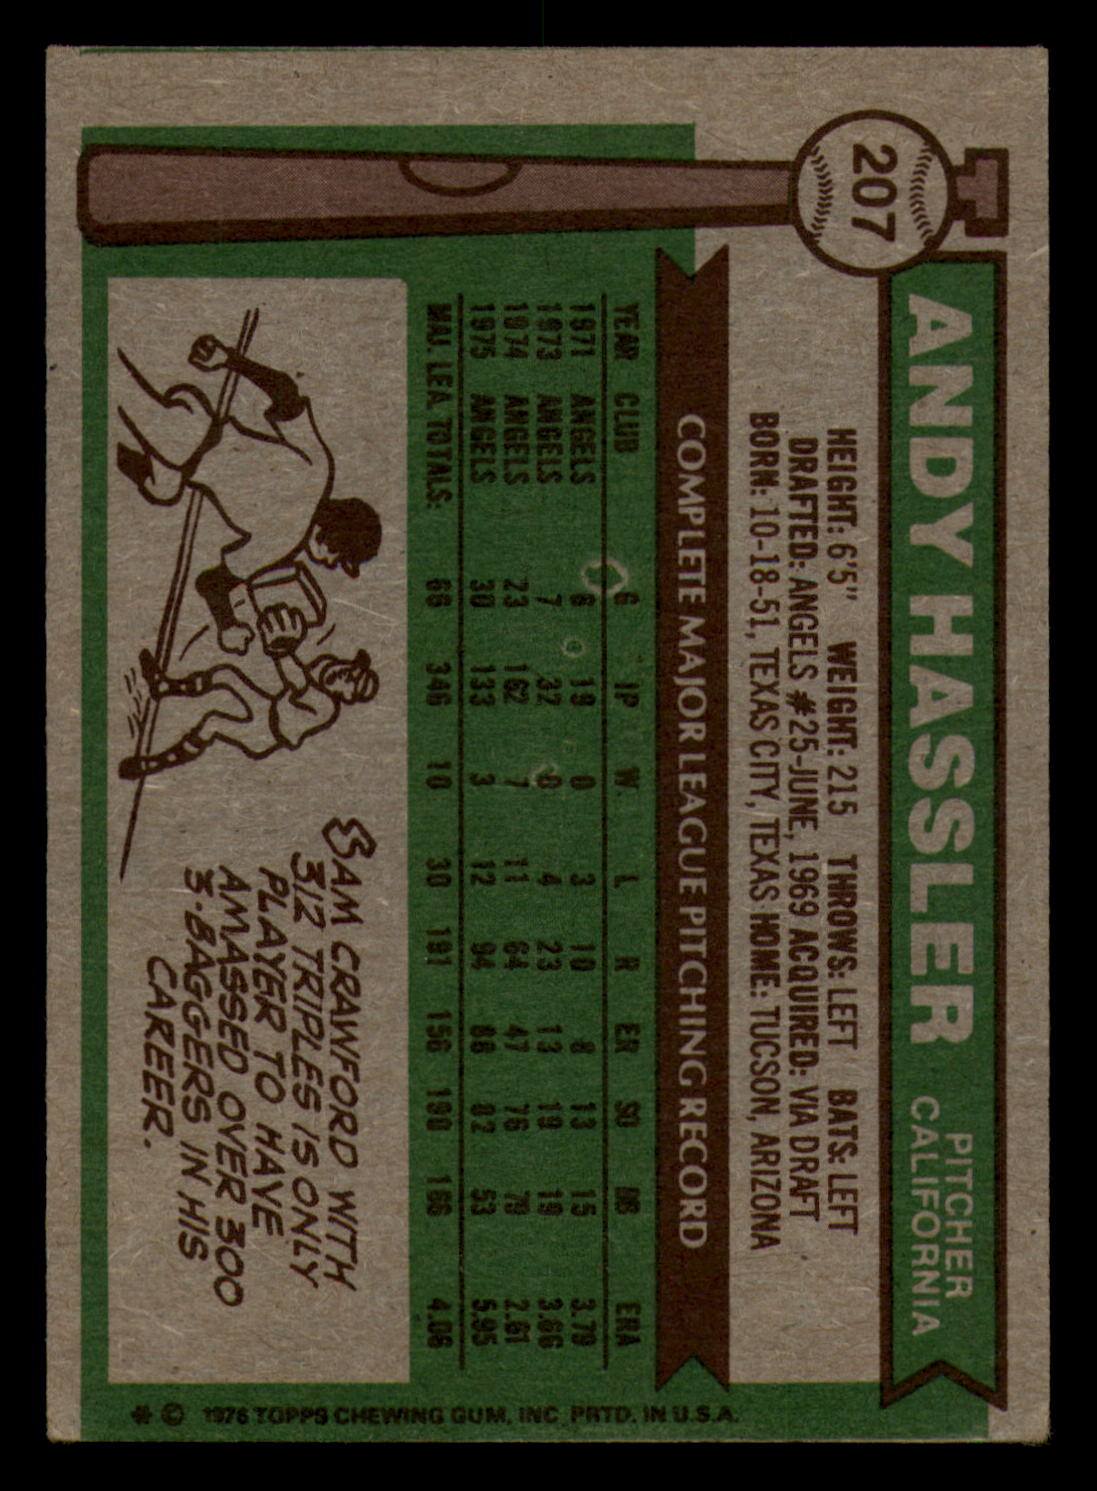 207
ANDY HASSLER
PITCHER
CALIFORNIA
HEIGHT: 6'5" WEIGHT: 215 THROWS: LEFT BATS: LEFT
DRAFTED: ANGELS #25-JUNE, 1969 ACQUIRED: VIA DRAFT
BORN: 10-18-51, TEXAS CITY, TEXAS HOME: TUCSON, ARIZONA
COMPLETE MAJOR LEAGUE PITCHING RECORD
YEAR CLUB G IP W. L R ER SO BB ERA
1971 ANGELS 6 19 0 3 10 8 13 15 3.79
1973 ANGELS 7 32 0 4 23 13 19 19 3.66
1974 ANGELS 23 162 7 11 64 47 76 79 2.61
1975 ANGELS 30 133 3 12 94 88 82 53 5.95
MAJ. LEA. TOTALS: 66 346 10 30 191 156 190 166 4.06
SAM CRAWFORD WITH
312 TRIPLES IS ONLY
PLAYER TO HAVE
AMASSED OVER 300
3-BAGGERS IN HIS
CAREER.
* © 1976 TOPPS CHEWING GUM, INC. PRTD. IN U.S.A.